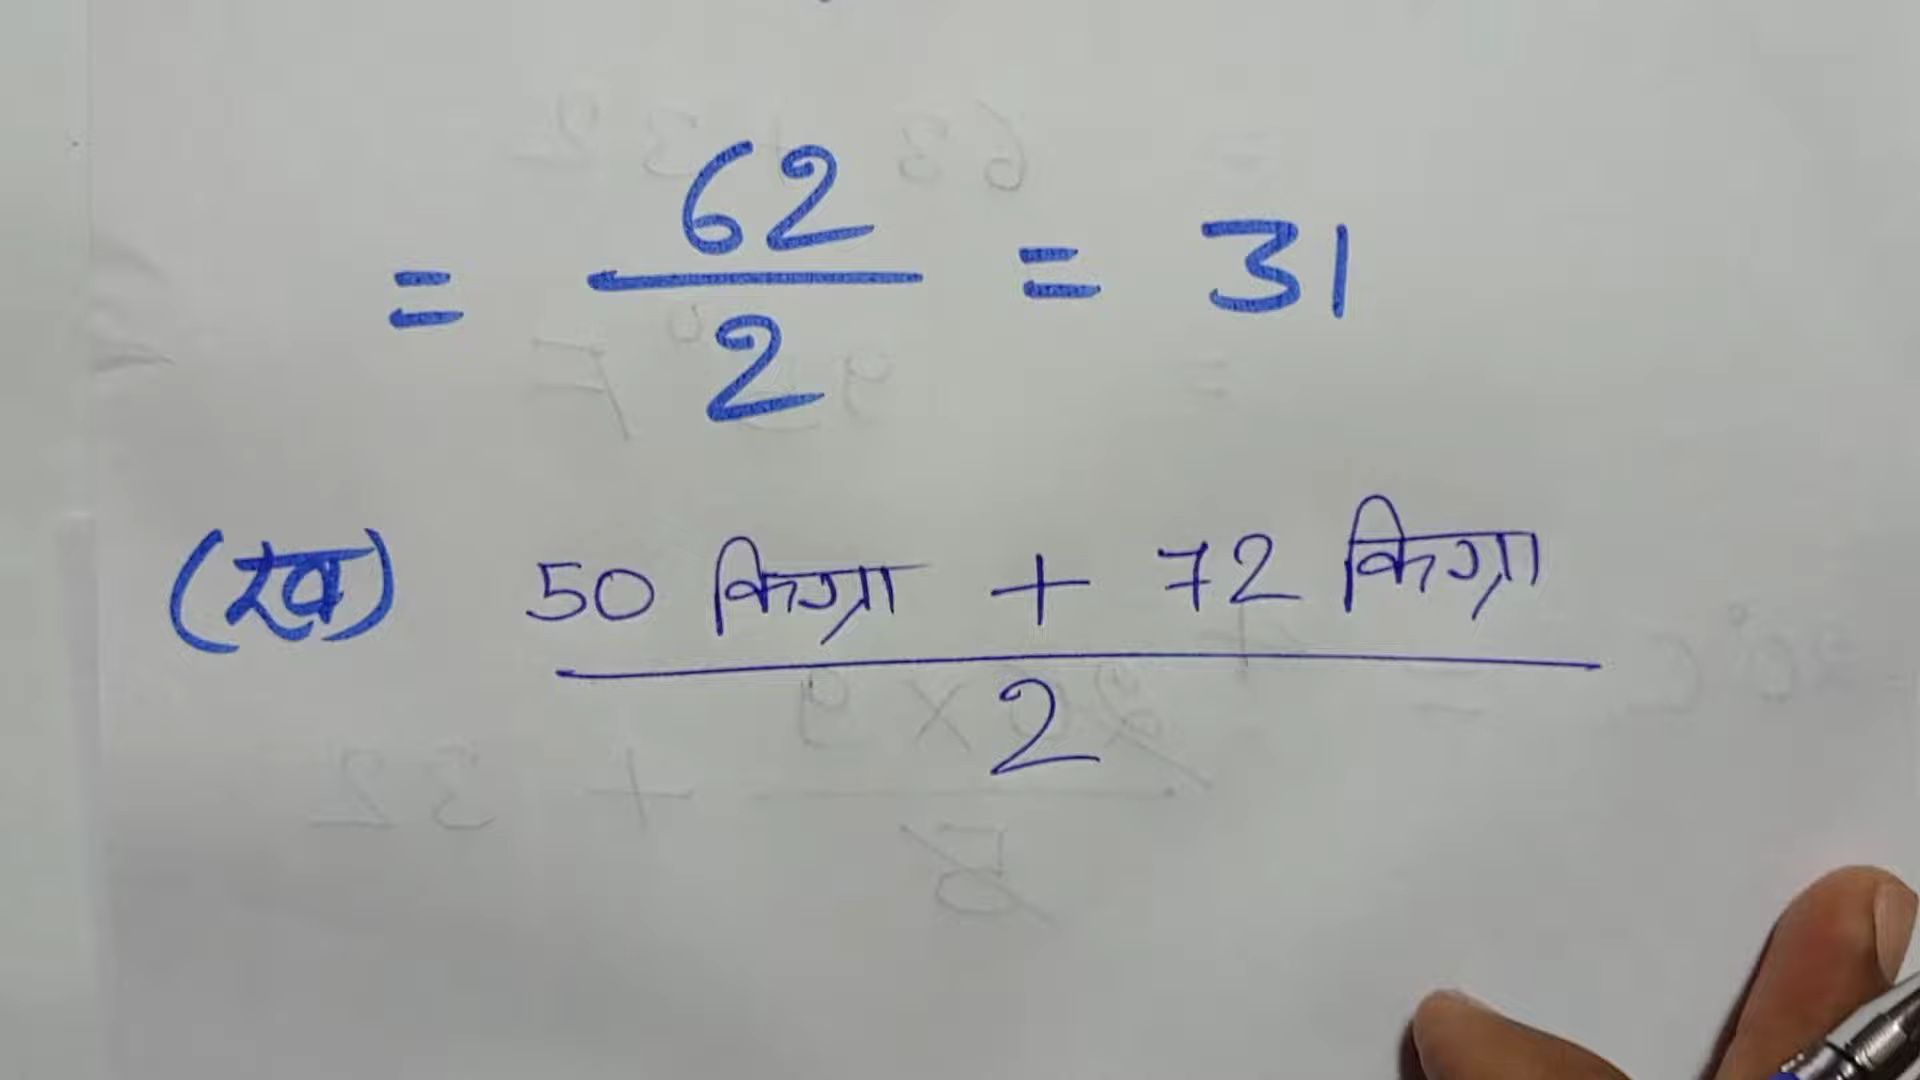 = 62/2 = 31
(ख) 50 किग्रा + 72 किग्रा
2